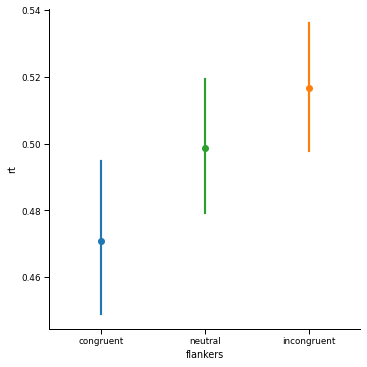 0.54
0.52
0.50
0.48
0.46
rt
congruent
neutral
incongruent
flankers